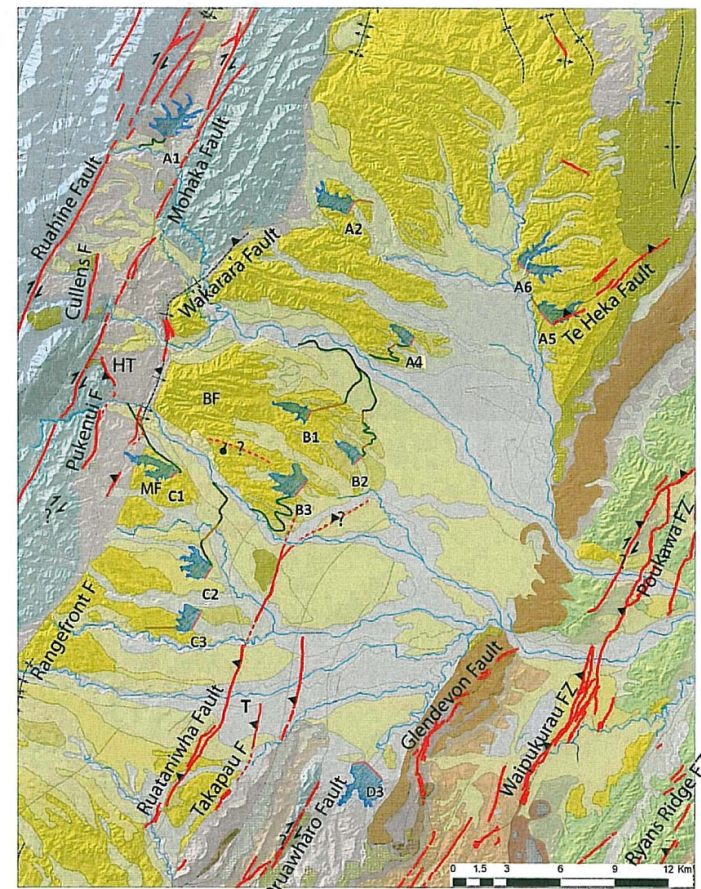 A1
Ruahine Fault
Mohaka Fault
A2
Wakarara Fault
Cullens F
A6
Te Heka Fault
A5
A4
HT
BF
Pukenui F
B1
B2
MF
C1
B3
Poukawa FZ
C2
C3
Rangefront F
Glendevon Fault
T
Ruataniwha Fault
Waipukurau FZ
Takapau F
D3
ruawharo Fault
Ryans Ridge FZ
0 1.5 3 6 9 12 Km
?
?
?